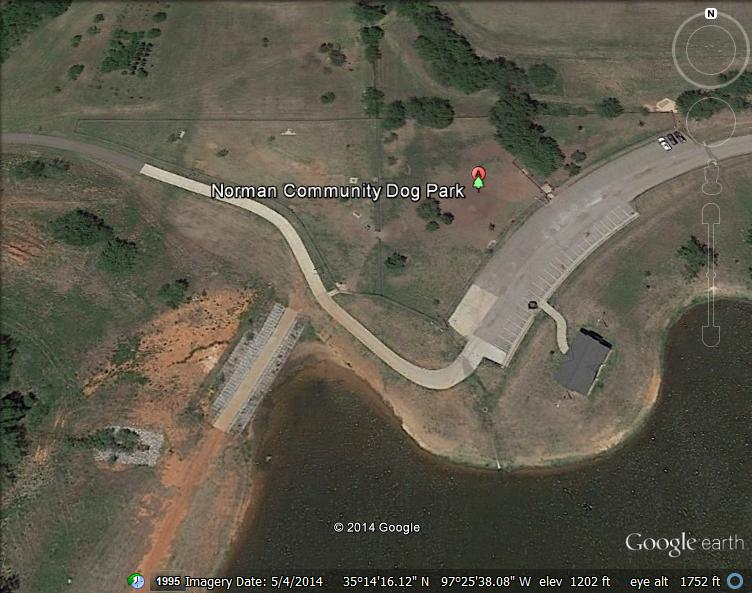 N
A
Norman Community Dog Park
© 2014 Google
Google earth
1995 Imagery Date: 5/4/2014 35°14'16.12" N 97°25'38.08" W elev 1202 ft eye alt 1752 ft